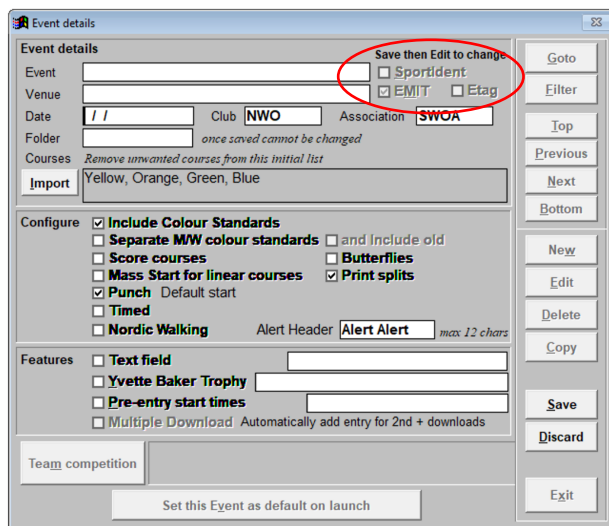 Event details
Event details
Save then Edit to change
Event
SportIdent
Venue
EMIT Etag
Date / / Club NWO Association SWOA
Folder once saved cannot be changed
Courses Remove unwanted courses from this initial list
Import Yellow, Orange, Green, Blue
Configure Include Colour Standards
Separate M/W colour standards and Include old
Score courses Butterflies
Mass Start for linear courses Print splits
Punch Default start
Timed
Nordic Walking Alert Header Alert Alert max 12 chars
Features Text field
Yvette Baker Trophy
Pre-entry start times
Multiple Download Automatically add entry for 2nd + downloads
Team competition
Set this Event as default on launch
Goto
Filter
Top
Previous
Next
Bottom
New
Edit
Delete
Copy
Save
Discard
Exit